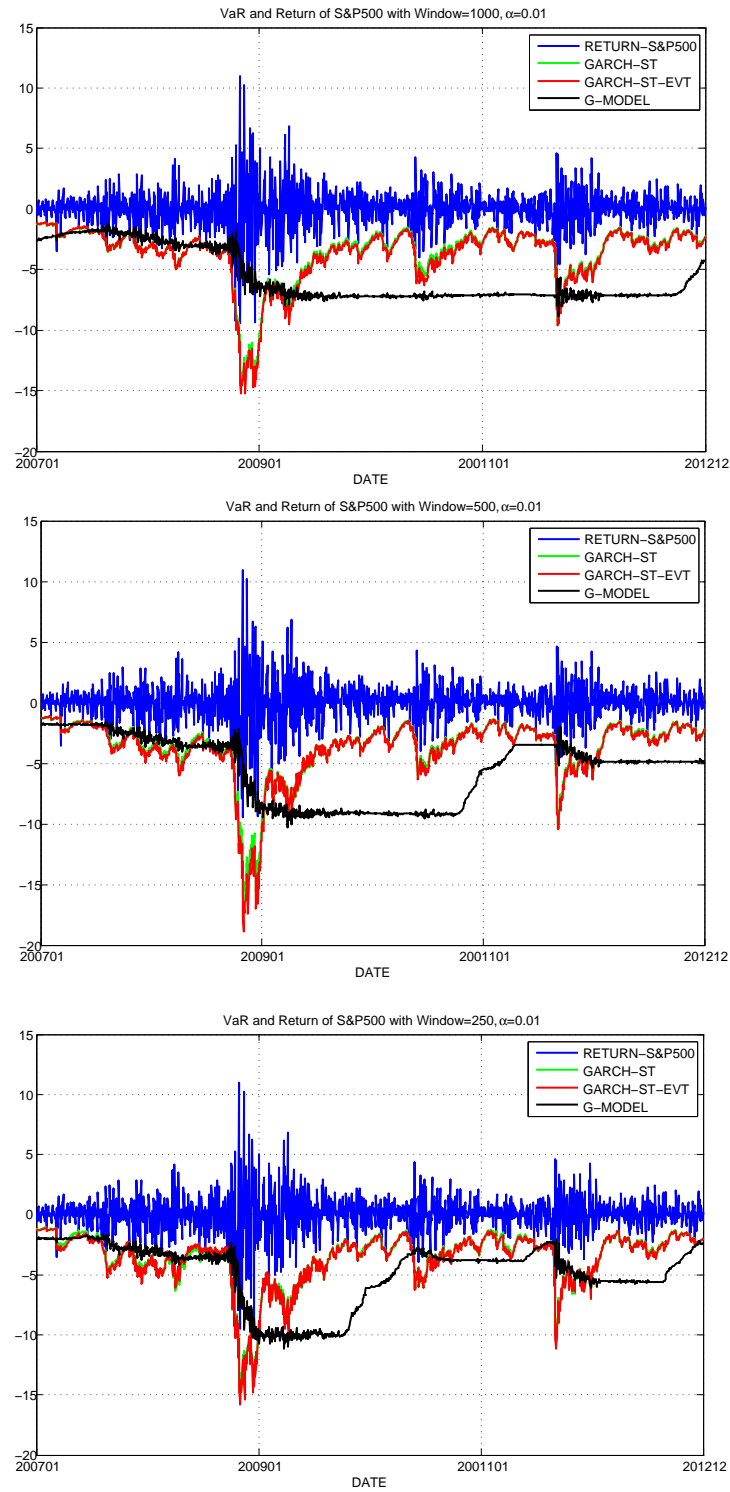 VaR and Return of S&P500 with Window=1000, α=0.01
15
10
5
0
−5
−10
−15
−20
200701
200901
2001101
201212
DATE
RETURN−S&P500
GARCH−ST
GARCH−ST−EVT
G−MODEL
VaR and Return of S&P500 with Window=500, α=0.01
15
10
5
0
−5
−10
−15
−20
200701
200901
2001101
201212
DATE
RETURN−S&P500
GARCH−ST
GARCH−ST−EVT
G−MODEL
VaR and Return of S&P500 with Window=250, α=0.01
15
10
5
0
−5
−10
−15
−20
200701
200901
2001101
201212
DATE
RETURN−S&P500
GARCH−ST
GARCH−ST−EVT
G−MODEL